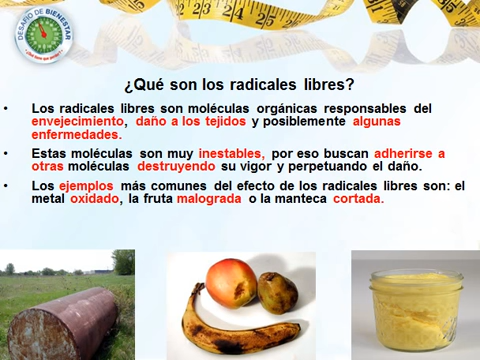 DESAFIO DE BIENESTAR
¿Qué son los radicales libres?
• Los radicales libres son moléculas orgánicas responsables del
envejecimiento, daño a los tejidos y posiblemente algunas
enfermedades.
• Estas moléculas son muy inestables, por eso buscan adherirse a
otras moléculas destruyendo su vigor y perpetuando el daño.
• Los ejemplos más comunes del efecto de los radicales libres son: el
metal oxidado, la fruta malograda o la manteca cortada.